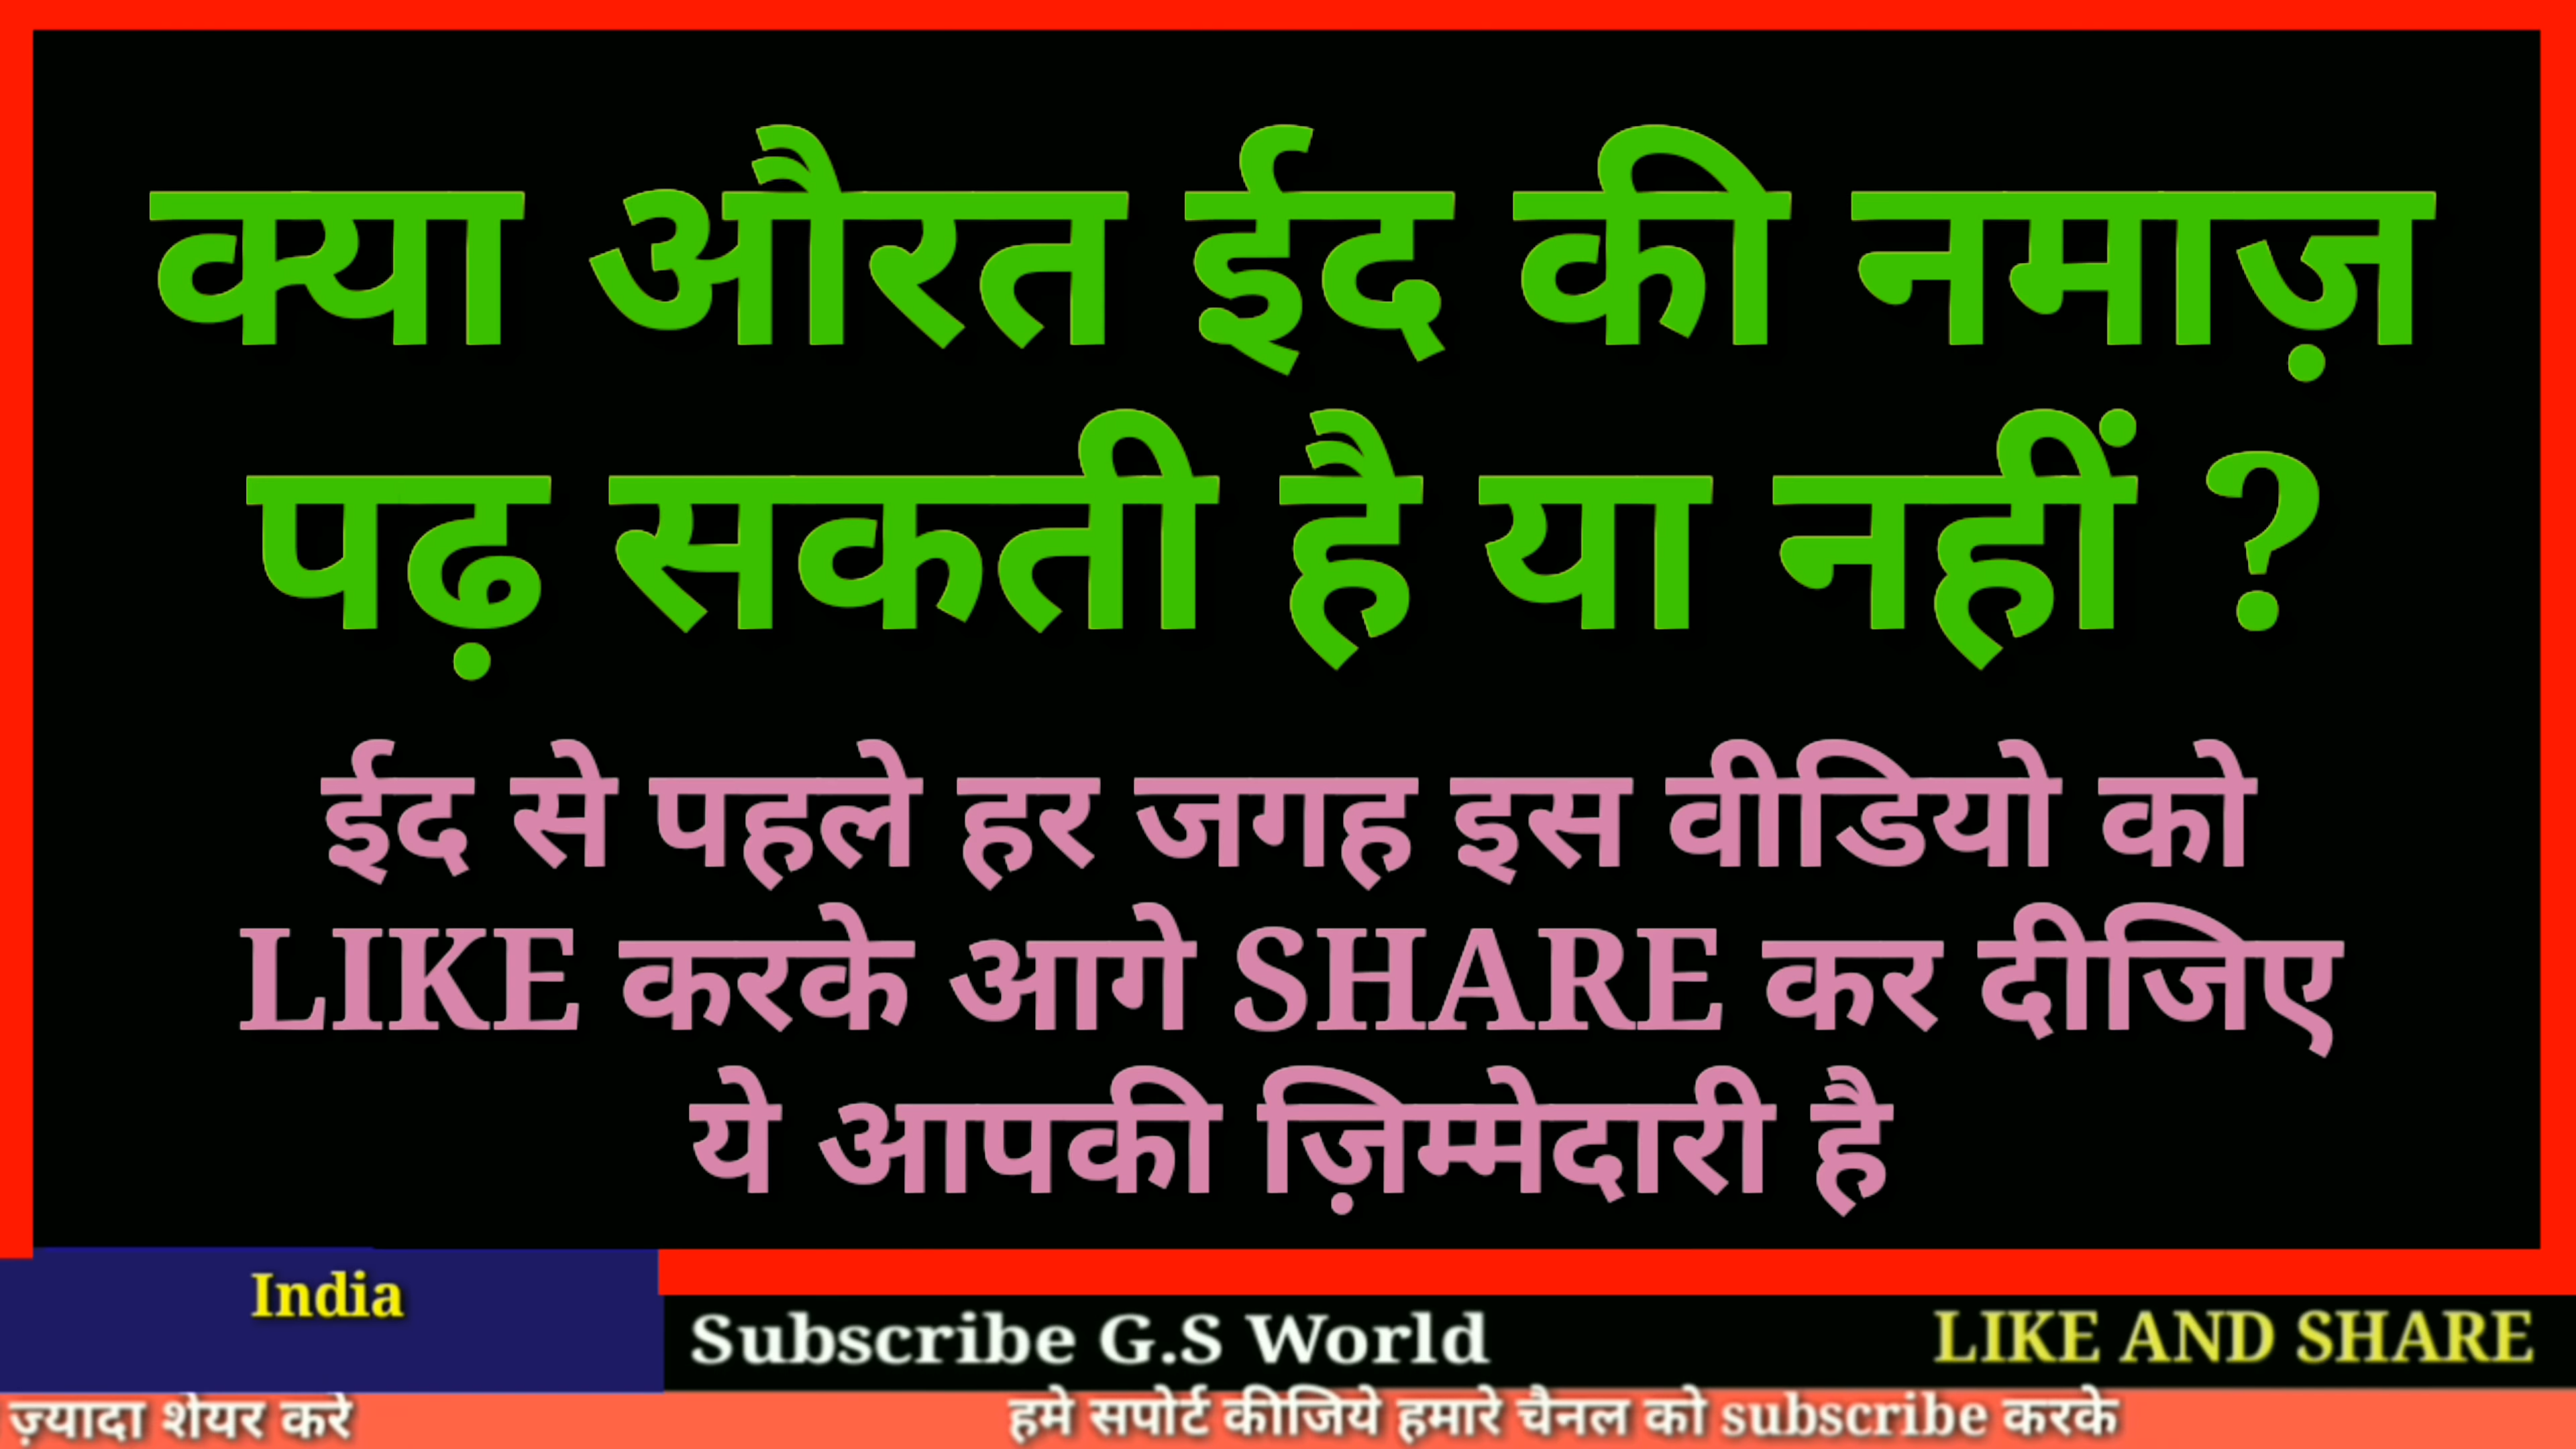 क्या औरत ईद की नमाज़
पढ़ सकती है या नहीं ?
ईद से पहले हर जगह इस वीडियो को
LIKE करके आगे SHARE कर दीजिए
ये आपकी ज़िम्मेदारी है
India
Subscribe G.S World
LIKE AND SHARE
ज़्यादा शेयर करे
हमे सपोर्ट कीजिये हमारे चैनल को subscribe करके